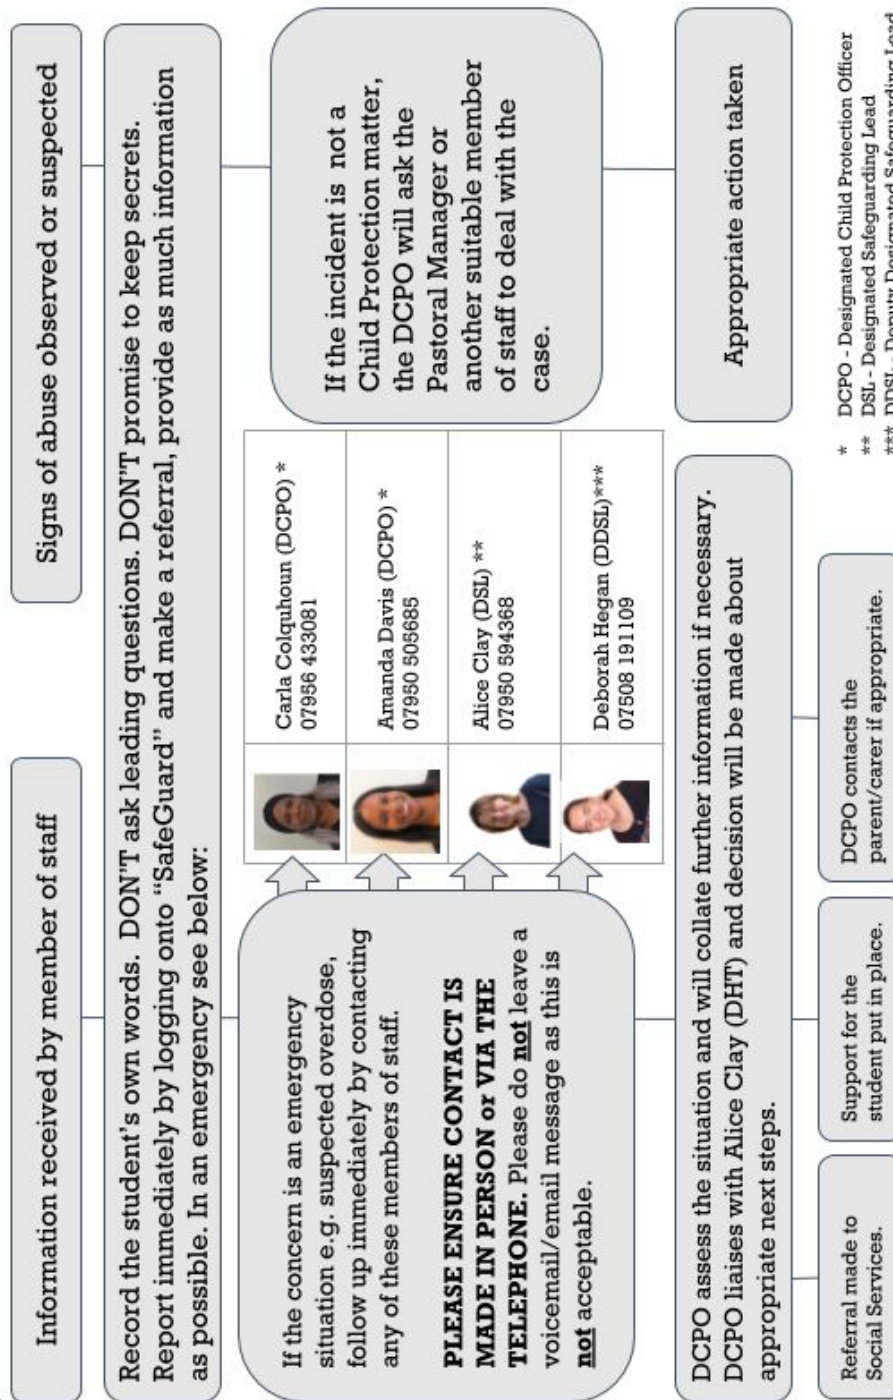 Information received by member of staff
Signs of abuse observed or suspected
Record the student's own words. DON'T ask leading questions. DON'T promise to keep secrets.
Report immediately by logging onto “SafeGuard” and make a referral, provide as much information
as possible. In an emergency see below:
If the concern is an emergency
situation e.g. suspected overdose,
follow up immediately by contacting
any of these members of staff.
PLEASE ENSURE CONTACT IS
MADE IN PERSON or VIA THE
TELEPHONE. Please do not leave a
voicemail/email message as this is
not acceptable.
Carla Colquhoun (DCPO) *
07956 433081
Amanda Davis (DCPO) *
07950 505685
Alice Clay (DSL) **
07950 594368
Deborah Hegan (DDSL)***
07508 191109
If the incident is not a
Child Protection matter,
the DCPO will ask the
Pastoral Manager or
another suitable member
of staff to deal with the
case.
DCPO assess the situation and will collate further information if necessary.
DCPO liaises with Alice Clay (DHT) and decision will be made about
appropriate next steps.
Appropriate action taken
Referral made to
Social Services.
Support for the
student put in place.
DCPO contacts the
parent/carer if appropriate.
* DCPO - Designated Child Protection Officer
** DSL - Designated Safeguarding Lead
*** DDSL - Deputy Designated Safeguarding Lead